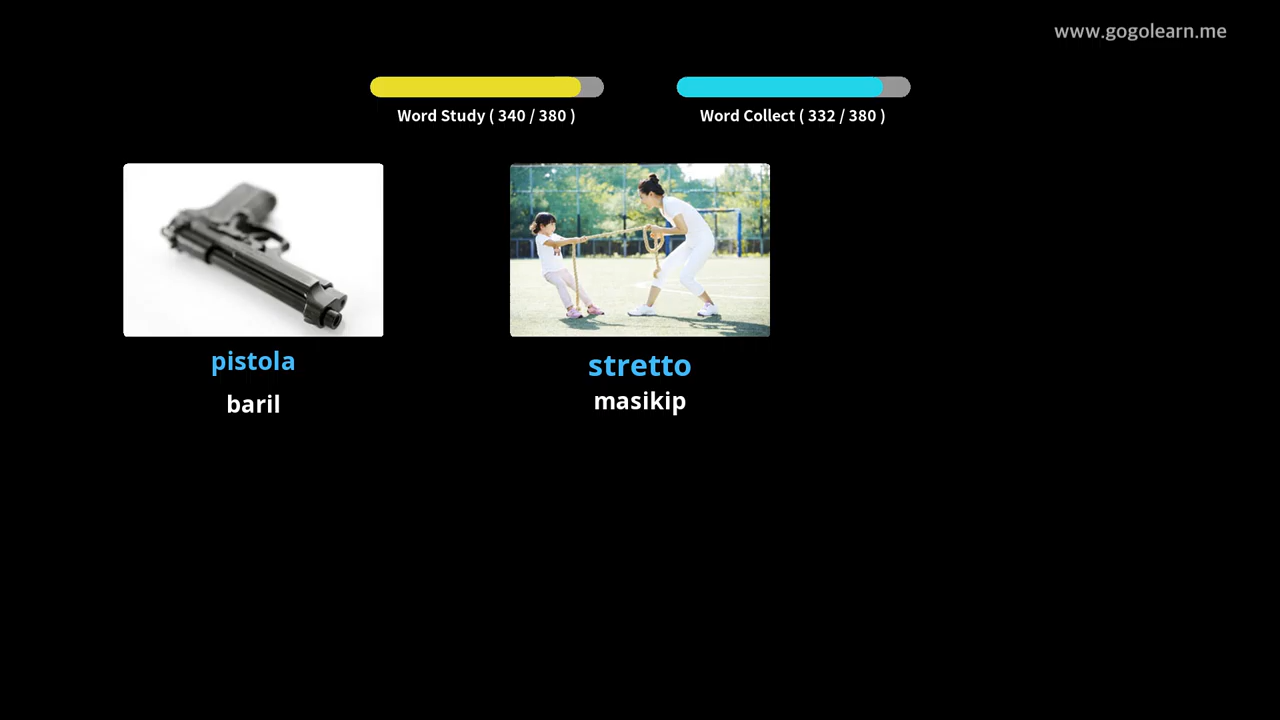 www.gogolearn.me
Word Study ( 340 / 380 )
Word Collect ( 332 / 380 )
pistola
baril
stretto
masikip